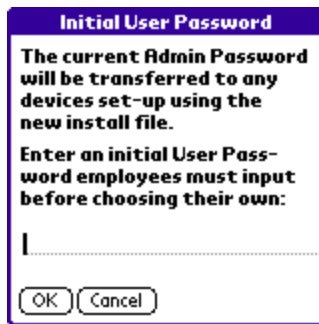 Initial User Password
The current Admin Password
will be transferred to any
devices set-up using the
new install file.
Enter an initial User Pass-
word employees must input
before choosing their own:
OK Cancel